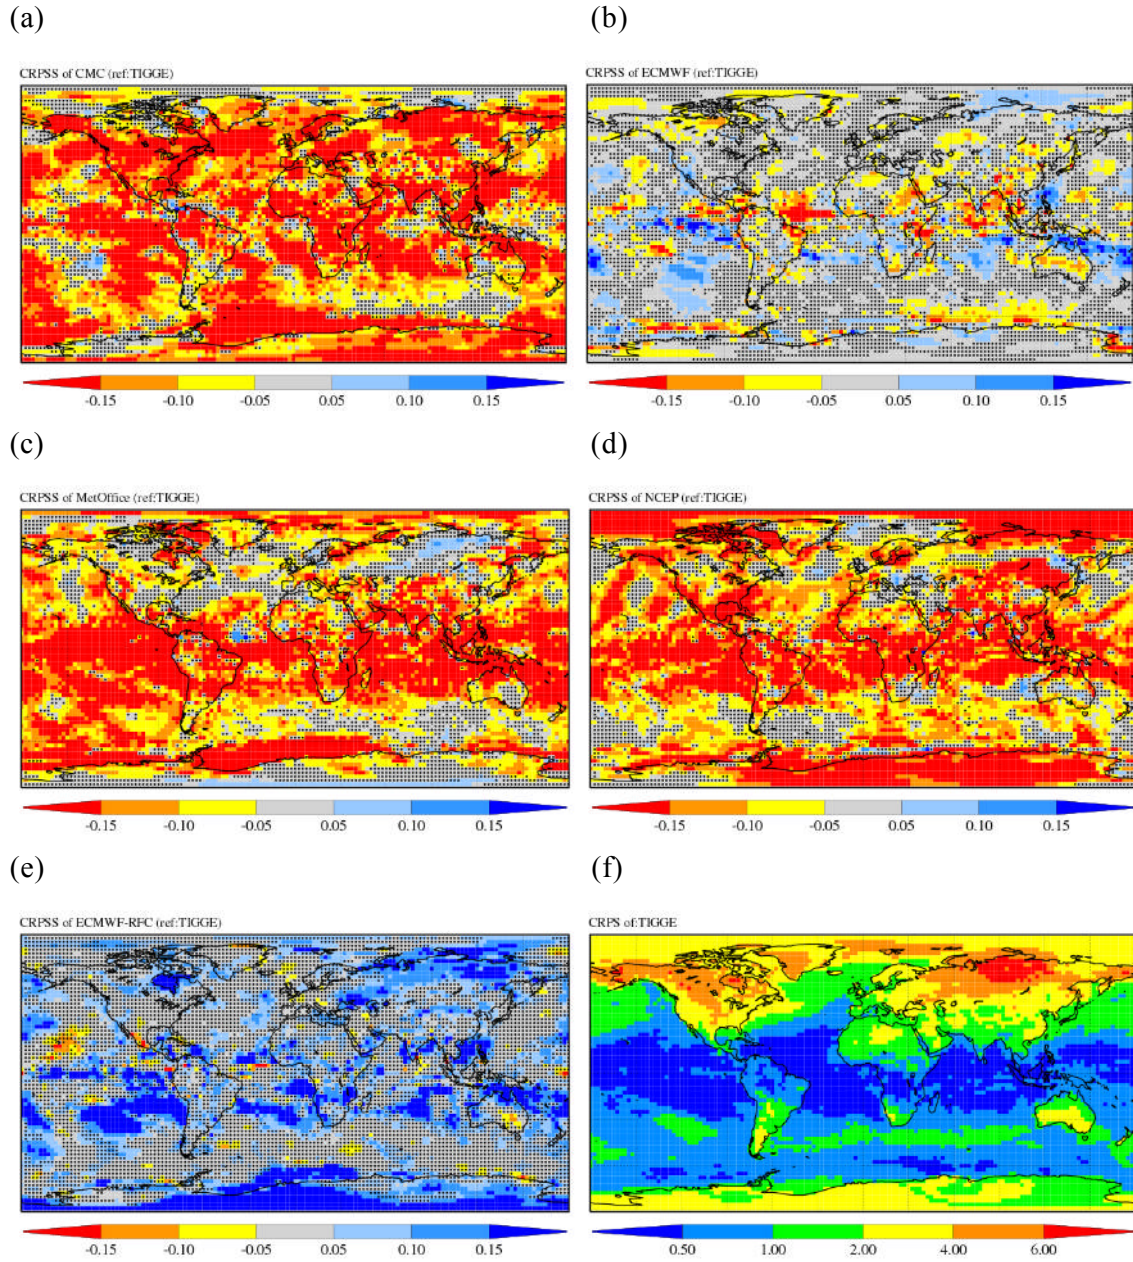 (a) (b)
CRPSS of CMC (ref:TIGGE) CRPSS of ECMWF (ref:TIGGE)
-0.15 -0.10 -0.05 0.05 0.10 0.15 -0.15 -0.10 -0.05 0.05 0.10 0.15
(c) (d)
CRPSS of MetOffice (ref:TIGGE) CRPSS of NCEP (ref:TIGGE)
-0.15 -0.10 -0.05 0.05 0.10 0.15 -0.15 -0.10 -0.05 0.05 0.10 0.15
(e) (f)
CRPSS of ECMWF-RFC (ref:TIGGE) CRPS of:TIGGE
-0.15 -0.10 -0.05 0.05 0.10 0.15 0.50 1.00 2.00 4.00 6.00